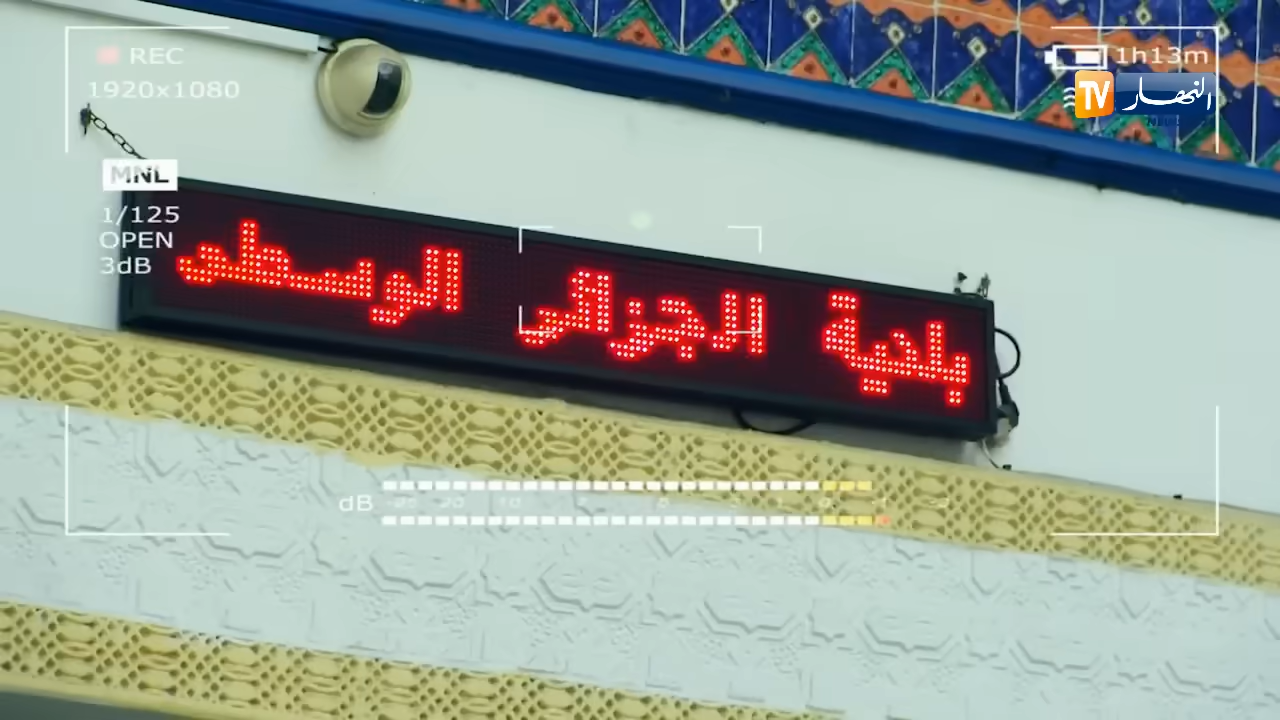 REC
1920x1080
1h13m
TV النهار
MNL
1/125
OPEN
3dB
بلدية الجزائر الوسطى
dB